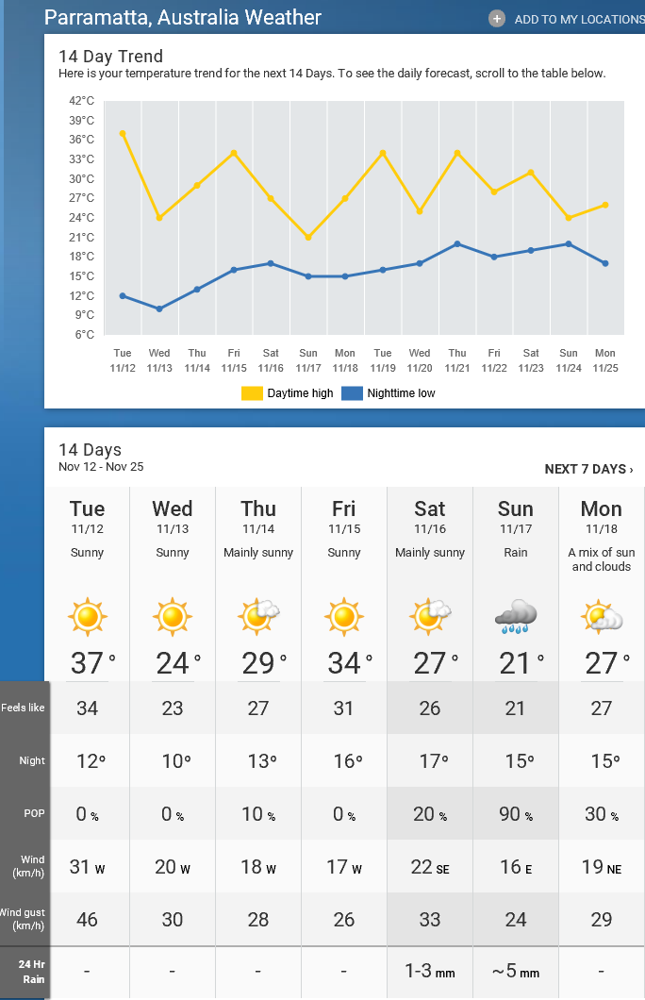 Parramatta, Australia Weather
+ ADD TO MY LOCATIONS
14 Day Trend
Here is your temperature trend for the next 14 Days. To see the daily forecast, scroll to the table below.
42°C
39°C
36°C
33°C
30°C
27°C
24°C
21°C
18°C
15°C
12°C
9°C
6°C
Tue Wed Thu Fri Sat Sun Mon Tue Wed Thu Fri Sat Sun Mon
11/12 11/13 11/14 11/15 11/16 11/17 11/18 11/19 11/20 11/21 11/22 11/23 11/24 11/25
Daytime high Nighttime low
14 Days
Nov 12 - Nov 25
NEXT 7 DAYS ›
Tue Wed Thu Fri Sat Sun Mon
11/12 11/13 11/14 11/15 11/16 11/17 11/18
Sunny Sunny Mainly sunny Sunny Mainly sunny Rain A mix of sun
and clouds
37° 24° 29° 34° 27° 21° 27°
Feels like 34 23 27 31 26 21 27
Night 12° 10° 13° 16° 17° 15° 15°
POP 0 % 0 % 10 % 0 % 20 % 90 % 30 %
Wind
(km/h) 31 W 20 W 18 W 17 W 22 SE 16 E 19 NE
Wind gust
(km/h) 46 30 28 26 33 24 29
24 Hr
Rain - - - - 1-3 mm ~5 mm -